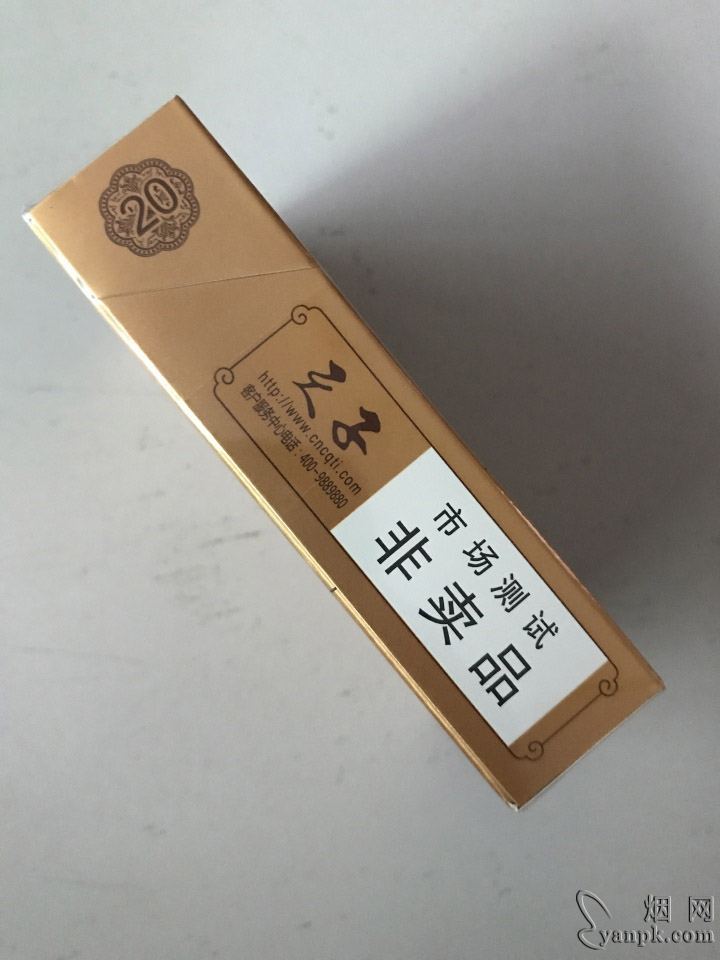 20
天子
http://www.cncqti.com
客户服务中心电话:400-9889880
市场测试
非卖品
烟网
yanpk.com